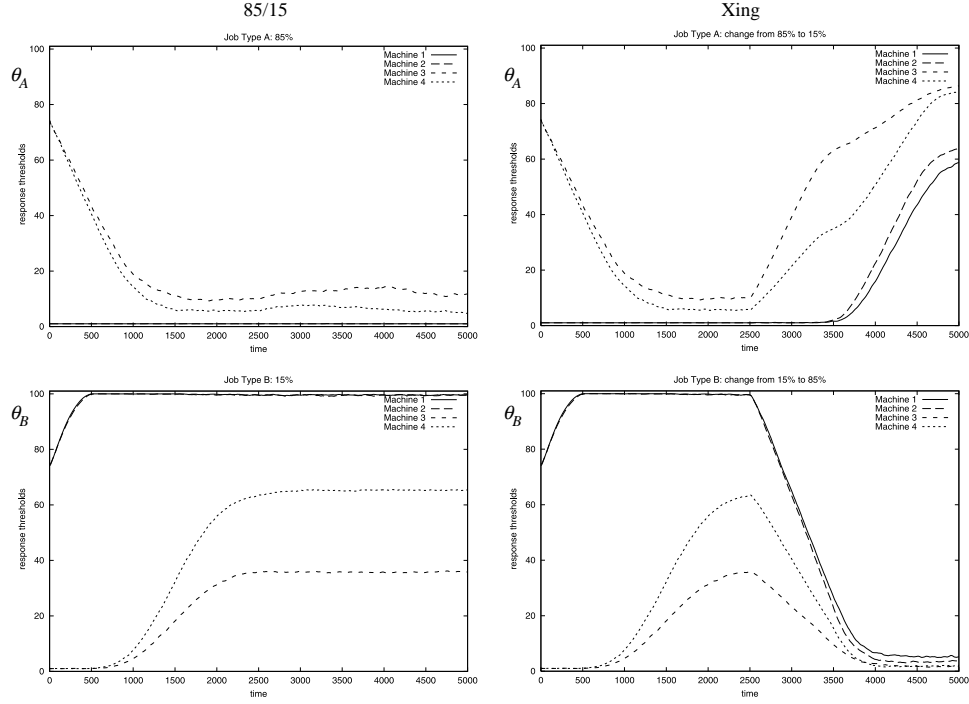 85/15
Xing
Job Type A: 85%
θA
100
80
60
40
20
0
response thresholds
Machine 1
Machine 2
Machine 3
Machine 4
0 500 1000 1500 2000 2500 3000 3500 4000 4500 5000
time
Job Type A: change from 85% to 15%
θA
100
80
60
40
20
0
response thresholds
Machine 1
Machine 2
Machine 3
Machine 4
0 500 1000 1500 2000 2500 3000 3500 4000 4500 5000
time
Job Type B: 15%
θB
100
80
60
40
20
0
response thresholds
Machine 1
Machine 2
Machine 3
Machine 4
0 500 1000 1500 2000 2500 3000 3500 4000 4500 5000
time
Job Type B: change from 15% to 85%
θB
100
80
60
40
20
0
response thresholds
Machine 1
Machine 2
Machine 3
Machine 4
0 500 1000 1500 2000 2500 3000 3500 4000 4500 5000
time